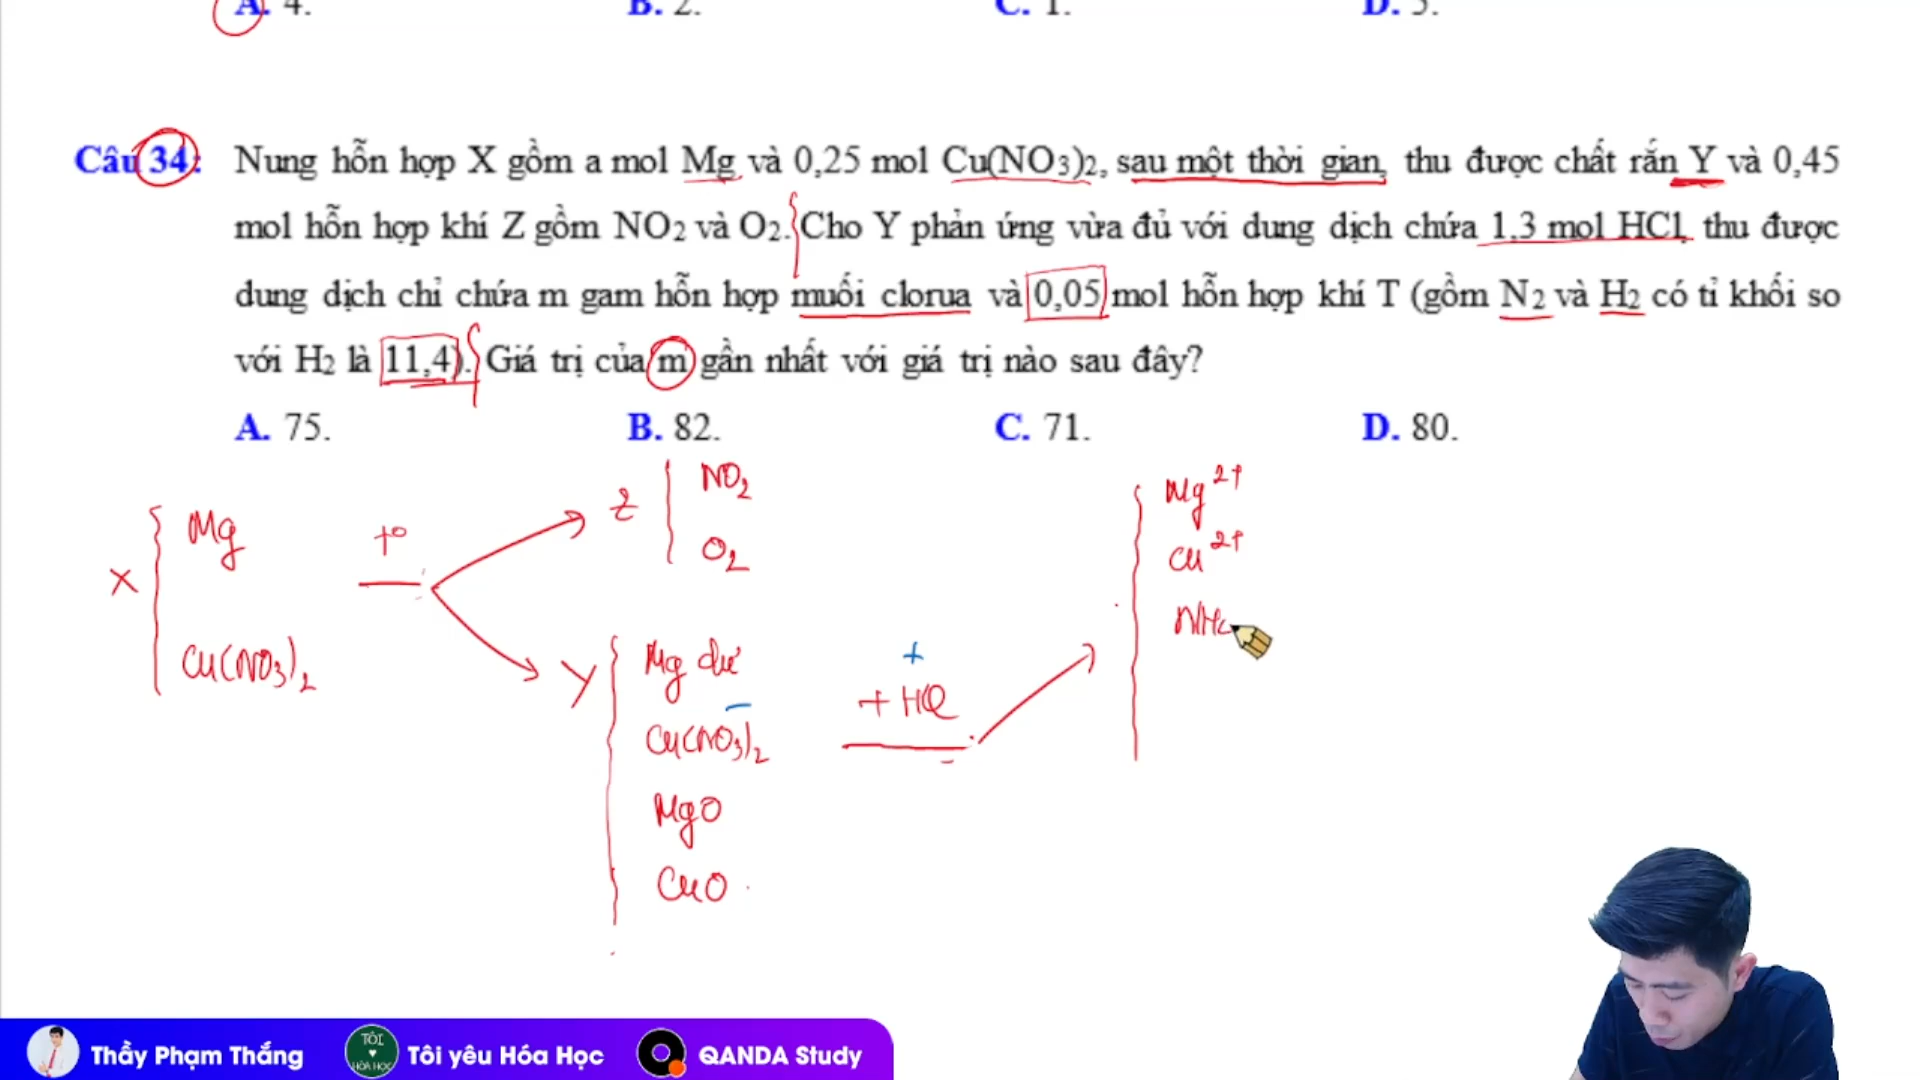 A. 4. B. 2. C. 1. D. 5.
Câu 34: Nung hỗn hợp X gồm a mol Mg và 0,25 mol Cu(NO3)2, sau một thời gian, thu được chất rắn Y và 0,45
mol hỗn hợp khí Z gồm NO2 và O2. Cho Y phản ứng vừa đủ với dung dịch chứa 1,3 mol HCl, thu được
dung dịch chỉ chứa m gam hỗn hợp muối clorua và 0,05 mol hỗn hợp khí T (gồm N2 và H2 có tỉ khối so
với H2 là 11,4). Giá trị của m gần nhất với giá trị nào sau đây?
A. 75. B. 82. C. 71. D. 80.
X
Mg
Cu(NO3)2
t°
Z
NO2
O2
Y
Mg dư
Cu(NO3)2
MgO
CuO
+
+ HCl
Mg2+
Cu2+
Thầy Phạm Thắng
TÔI
♥
HÓA HỌC
Tôi yêu Hóa Học
QANDA Study